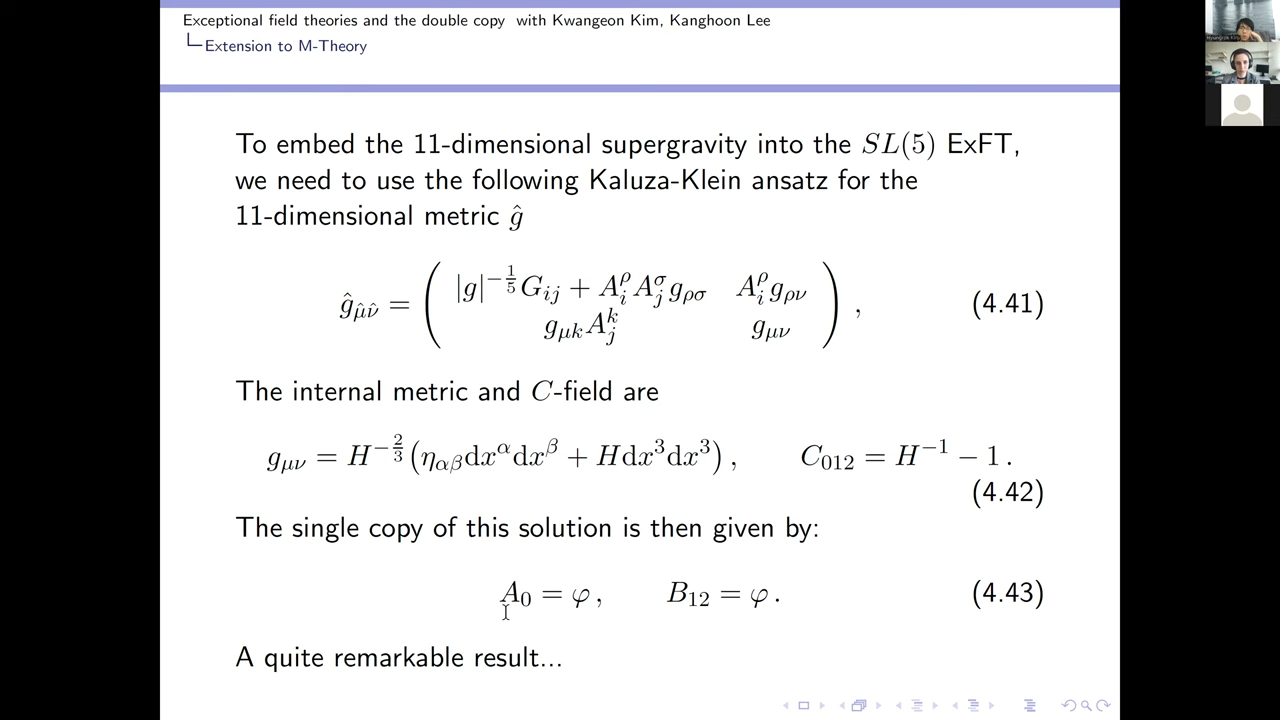 Exceptional field theories and the double copy with Kwangeon Kim, Kanghoon Lee
Extension to M-Theory
To embed the 11-dimensional supergravity into the SL(5) ExFT,
we need to use the following Kaluza-Klein ansatz for the
11-dimensional metric ĝ
ĝ_{μ̂ν̂} = ( |g|^{-1/5} G_{ij} + A_i^ρ A_j^σ g_{ρσ}   A_i^ρ g_{ρν} ; g_{μk} A_j^k   g_{μν} ) , (4.41)
The internal metric and C-field are
g_{μν} = H^{-2/3} (η_{αβ}dx^α dx^β + Hdx^3dx^3) ,   C_{012} = H^{-1} − 1 .
(4.42)
The single copy of this solution is then given by:
A_0 = φ ,   B_{12} = φ . (4.43)
A quite remarkable result...